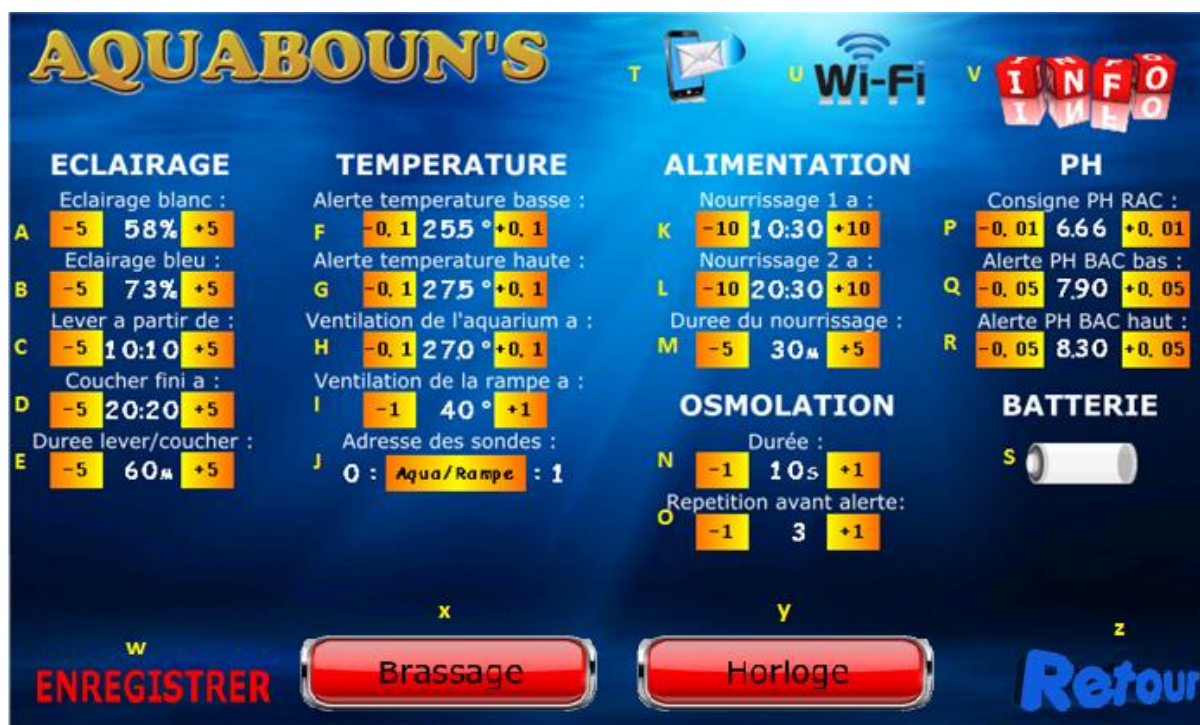 AQUABOUN'S
T
U Wi-Fi
V INFO
ECLAIRAGE
Eclairage blanc :
A -5 58% +5
Eclairage bleu :
B -5 73% +5
Lever a partir de :
C -5 10:10 +5
Coucher fini a :
D -5 20:20 +5
Duree lever/coucher :
E -5 60M +5
TEMPERATURE
Alerte temperature basse :
F -0,1 25.5 ° +0,1
Alerte temperature haute :
G -0,1 27.5 ° +0,1
Ventilation de l'aquarium a :
H -0,1 27.0 ° +0,1
Ventilation de la rampe a :
I -1 40 ° +1
Adresse des sondes :
J 0 : Aqua/Rampe : 1
ALIMENTATION
Nourrissage 1 a :
K -10 10:30 +10
Nourrissage 2 a :
L -10 20:30 +10
Duree du nourrissage :
M -5 30M +5
OSMOLATION
Durée :
N -1 10s +1
Repetition avant alerte:
O -1 3 +1
PH
Consigne PH RAC :
P -0,01 6.66 +0,01
Alerte PH BAC bas :
Q -0,05 7.90 +0,05
Alerte PH BAC haut :
R -0,05 8.30 +0,05
BATTERIE
S
w
ENREGISTRER
x
Brassage
y
Horloge
z
Retour